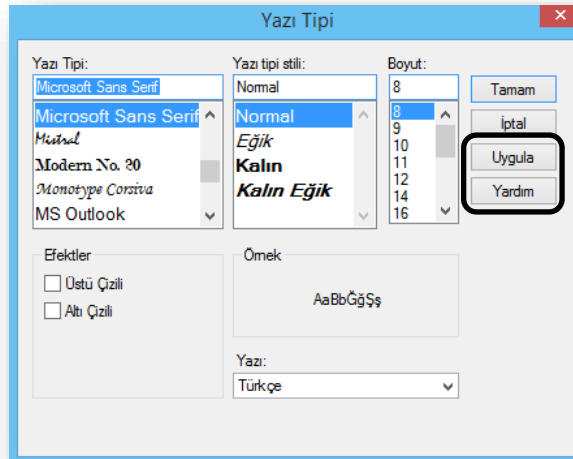 Yazı Tipi
Yazı Tipi:
Microsoft Sans Serif
Microsoft Sans Serif
Mistral
Modern No. 20
Monotype Corsiva
MS Outlook
Yazı tipi stili:
Normal
Normal
Eğik
Kalın
Kalın Eğik
Boyut:
8
8
9
10
11
12
14
16
Tamam
İptal
Uygula
Yardım
Efektler
Üstü Çizili
Altı Çizili
Örnek
AaBbĞğŞş
Yazı:
Türkçe